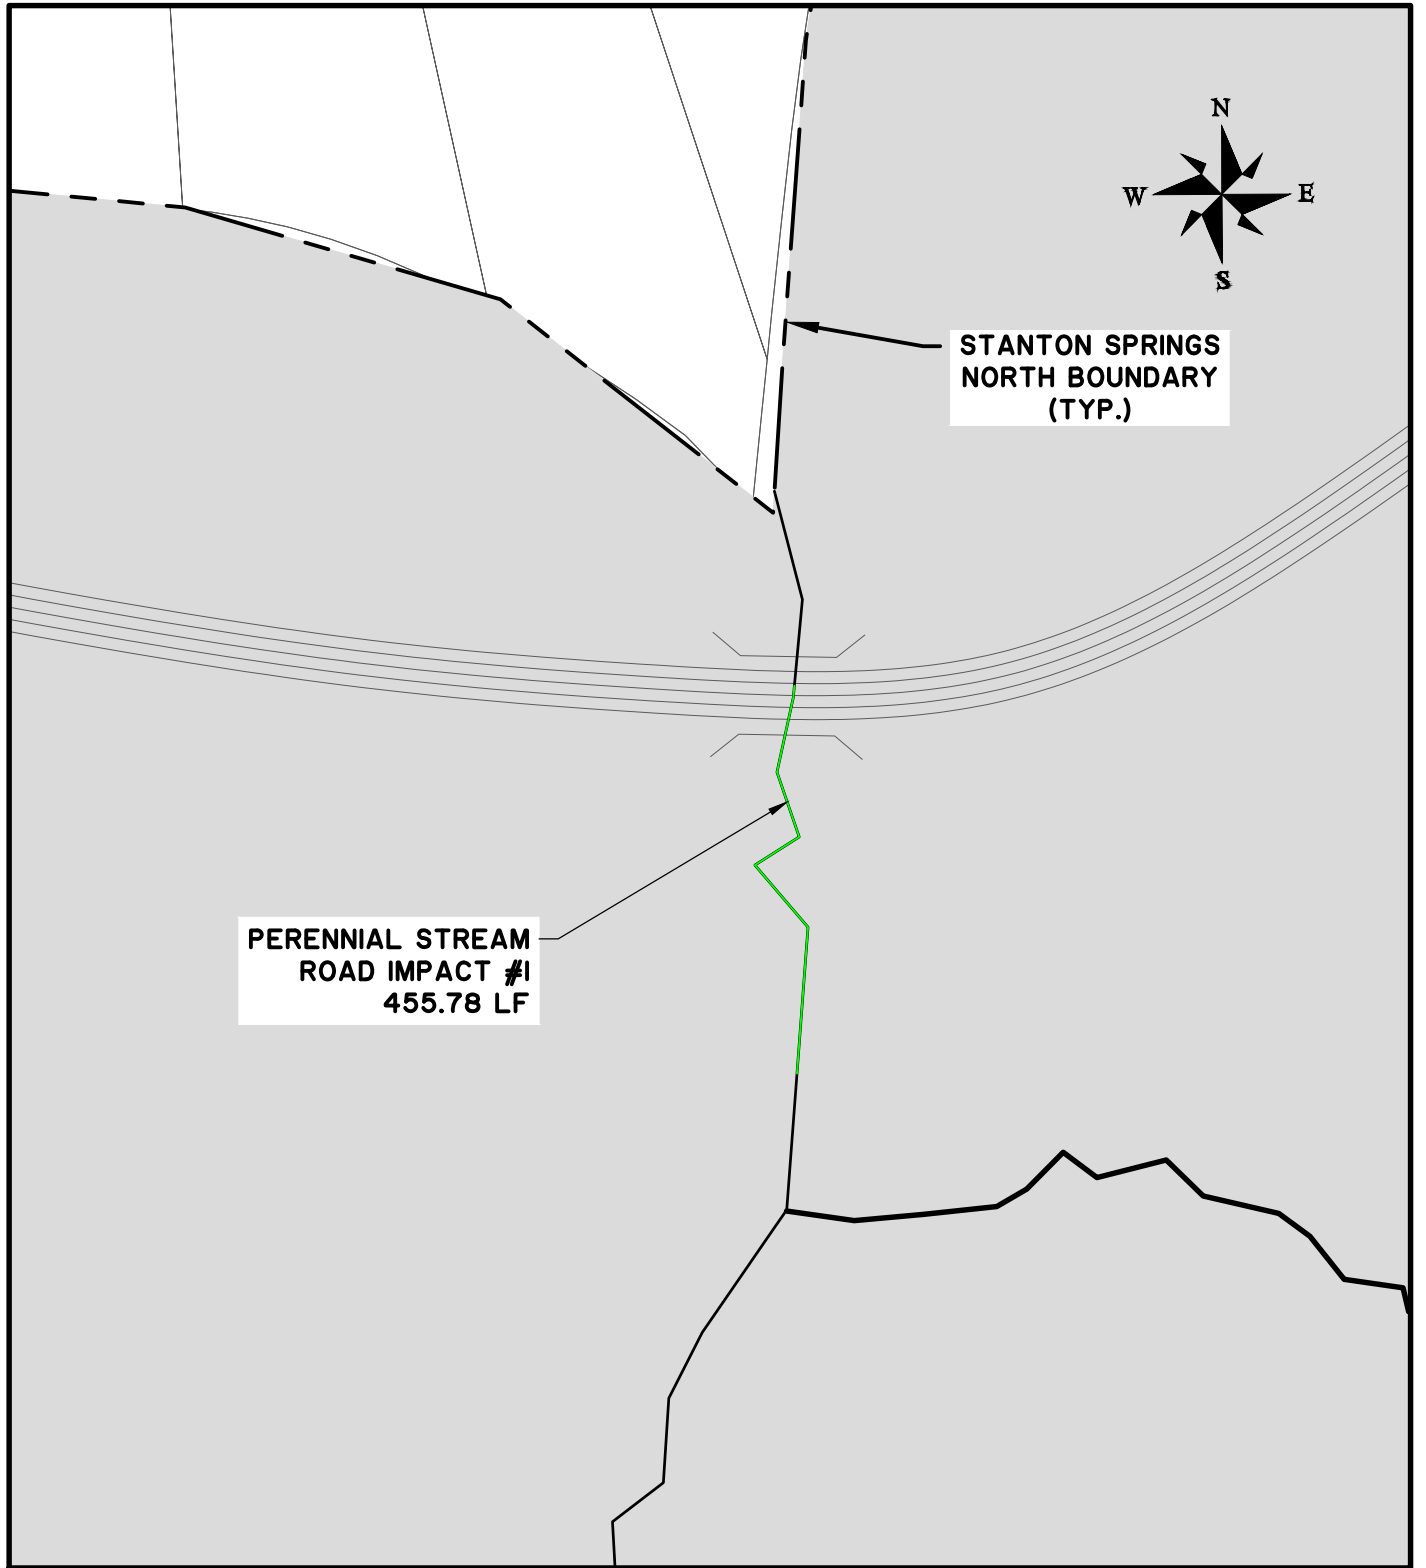 N
W E
S
STANTON SPRINGS
NORTH BOUNDARY
(TYP.)
PERENNIAL STREAM
ROAD IMPACT #1
455.78 LF